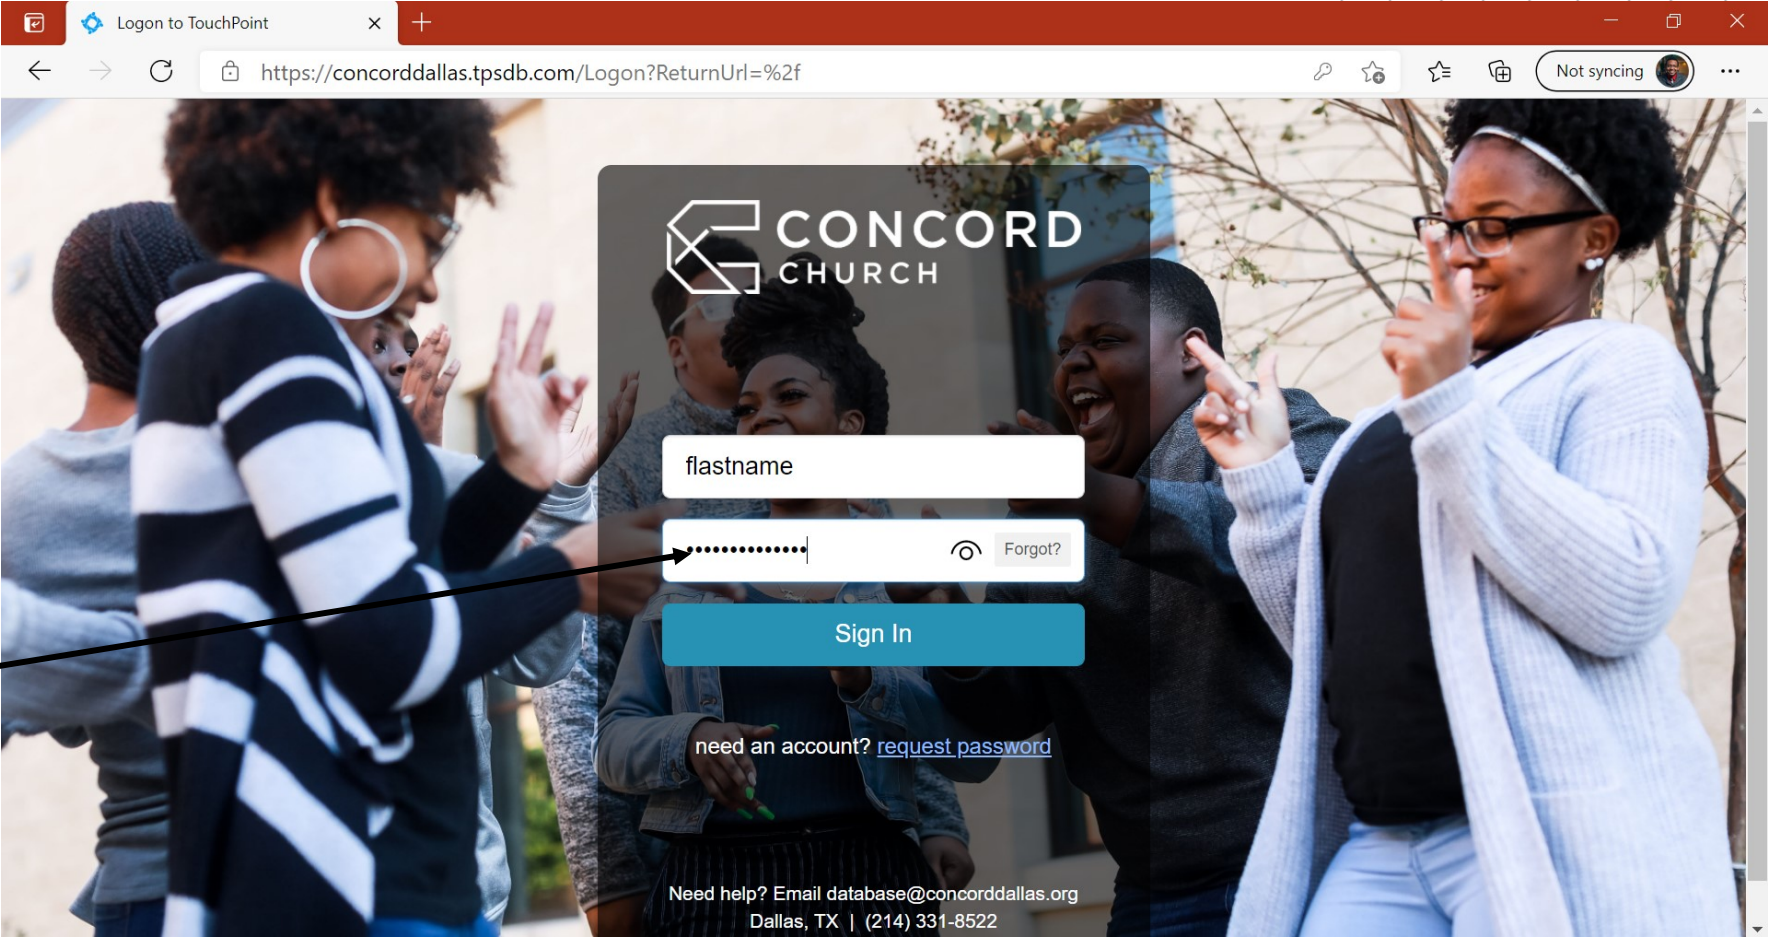 Logon to TouchPoint
https://concorddallas.tpsdb.com/Logon?ReturnUrl=%2f
Not syncing
CONCORD
CHURCH
flastname
Forgot?
Sign In
need an account? request password
Need help? Email database@concorddallas.org
Dallas, TX | (214) 331-8522